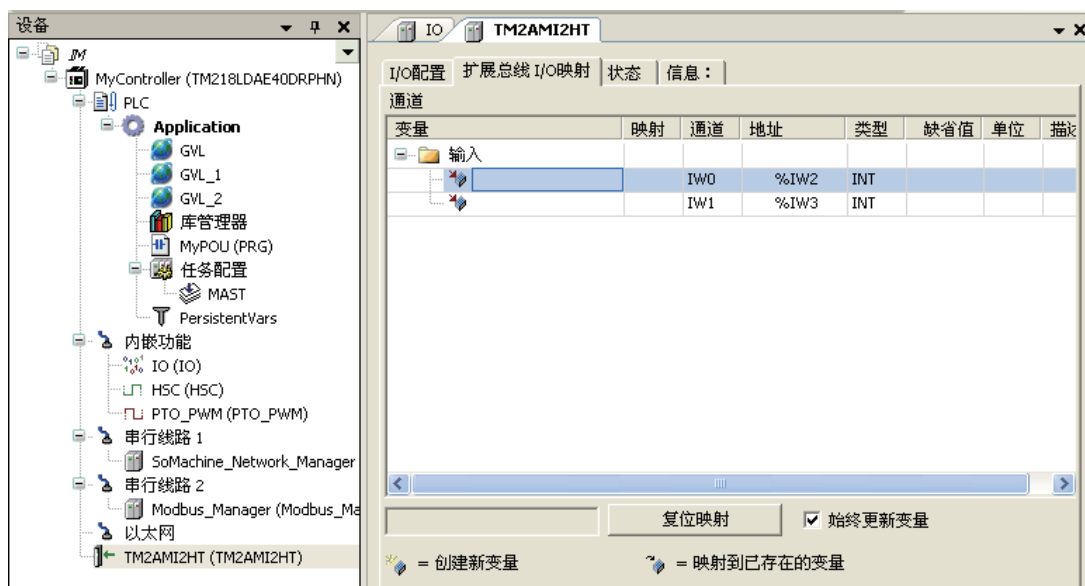 设备
IM
MyController (TM218LDAE40DRPHN)
PLC
Application
GVL
GVL_1
GVL_2
库管理器
MyPOU (PRG)
任务配置
MAST
PersistentVars
内嵌功能
IO (IO)
HSC (HSC)
PTO_PWM (PTO_PWM)
串行线路 1
SoMachine_Network_Manager
串行线路 2
Modbus_Manager (Modbus_Ma
以太网
TM2AMI2HT (TM2AMI2HT)
IO TM2AMI2HT
I/O配置 扩展总线 I/O映射 状态 信息：
通道
变量 映射 通道 地址 类型 缺省值 单位 描述
输入
IW0 %IW2 INT
IW1 %IW3 INT
复位映射 始终更新变量
= 创建新变量 = 映射到已存在的变量